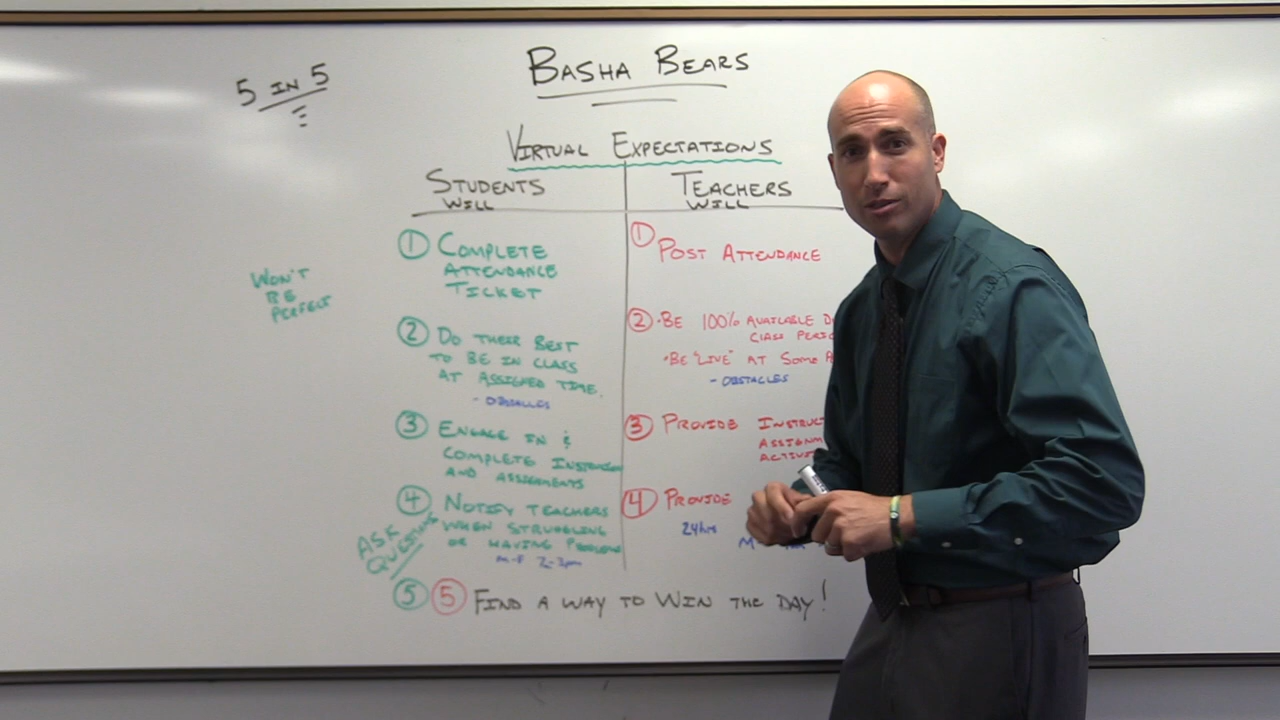 5 IN 5
BASHA BEARS
VIRTUAL EXPECTATIONS
STUDENTS
WILL
TEACHERS
WILL
WON'T
BE
PERFECT
1 COMPLETE
ATTENDANCE
TICKET
2 DO THEIR BEST
TO BE IN CLASS
AT ASSIGNED TIME.
- OBSTACLES
3 ENGAGE IN &
COMPLETE
AND ASSIGNMENTS
4 NOTIFY TEACHERS
WHEN STRUGGLING
OR HAVING PROBLEMS
M-F 2-3pm
ASK
QUESTIONS
1 POST ATTENDANCE
2 • BE 100% AVAILABLE
CLASS
• BE "LIVE" AT SOME
- OBSTACLES
3 PROVIDE
4 PROVIDE
24hrs
M
5 5 FIND A WAY TO WIN THE DAY!